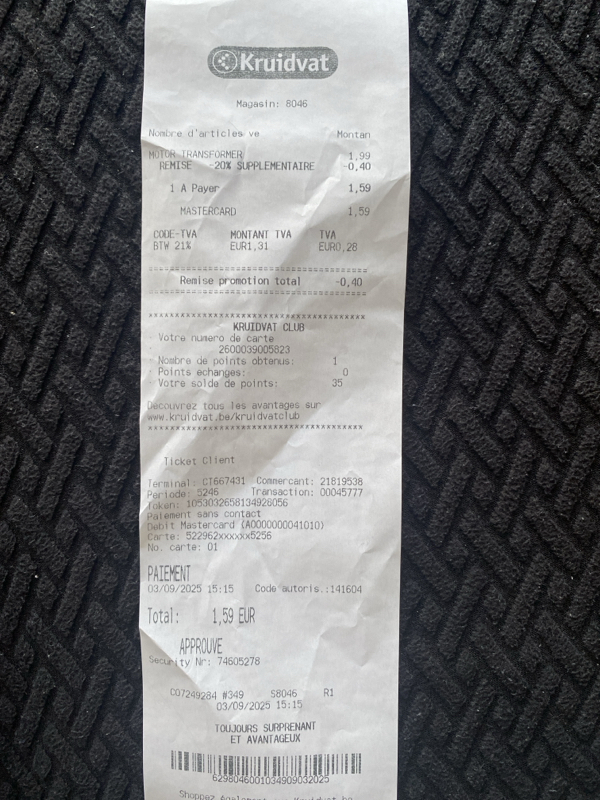 Kruidvat
Magasin: 8046
Nombre d'articles ve Montan
MOTOR TRANSFORMER 1,99
REMISE -20% SUPPLEMENTAIRE -0,40
1 A Payer 1,59
MASTERCARD 1,59
CODE-TVA MONTANT TVA TVA
BTW 21% EUR1,31 EUR0,28
Remise promotion total -0,40
KRUIDVAT CLUB
Votre numero de carte
2600039005823
Nombre de points obtenus: 1
Points echanges: 0
Votre solde de points: 35
Decouvrez tous les avantages sur
www.kruidvat.be/kruidvatclub
Ticket Client
Terminal: CT667431 Commercant: 21819538
Periode: 5246 Transaction: 00045777
Token: 1053032658134928056
Paiement sans contact
Debit Mastercard (A0000000041010)
Carte: 522962xxxxxx5256
No. carte: 01
PAIEMENT
03/09/2025 15:15 Code autoris.:141604
Total: 1,59 EUR
APPROUVE
Security Nr: 74605278
CO7249284 #349 S8046 R1
03/09/2025 15:15
TOUJOURS SURPRENANT
ET AVANTAGEUX
6298046001034909032025
Shoppez